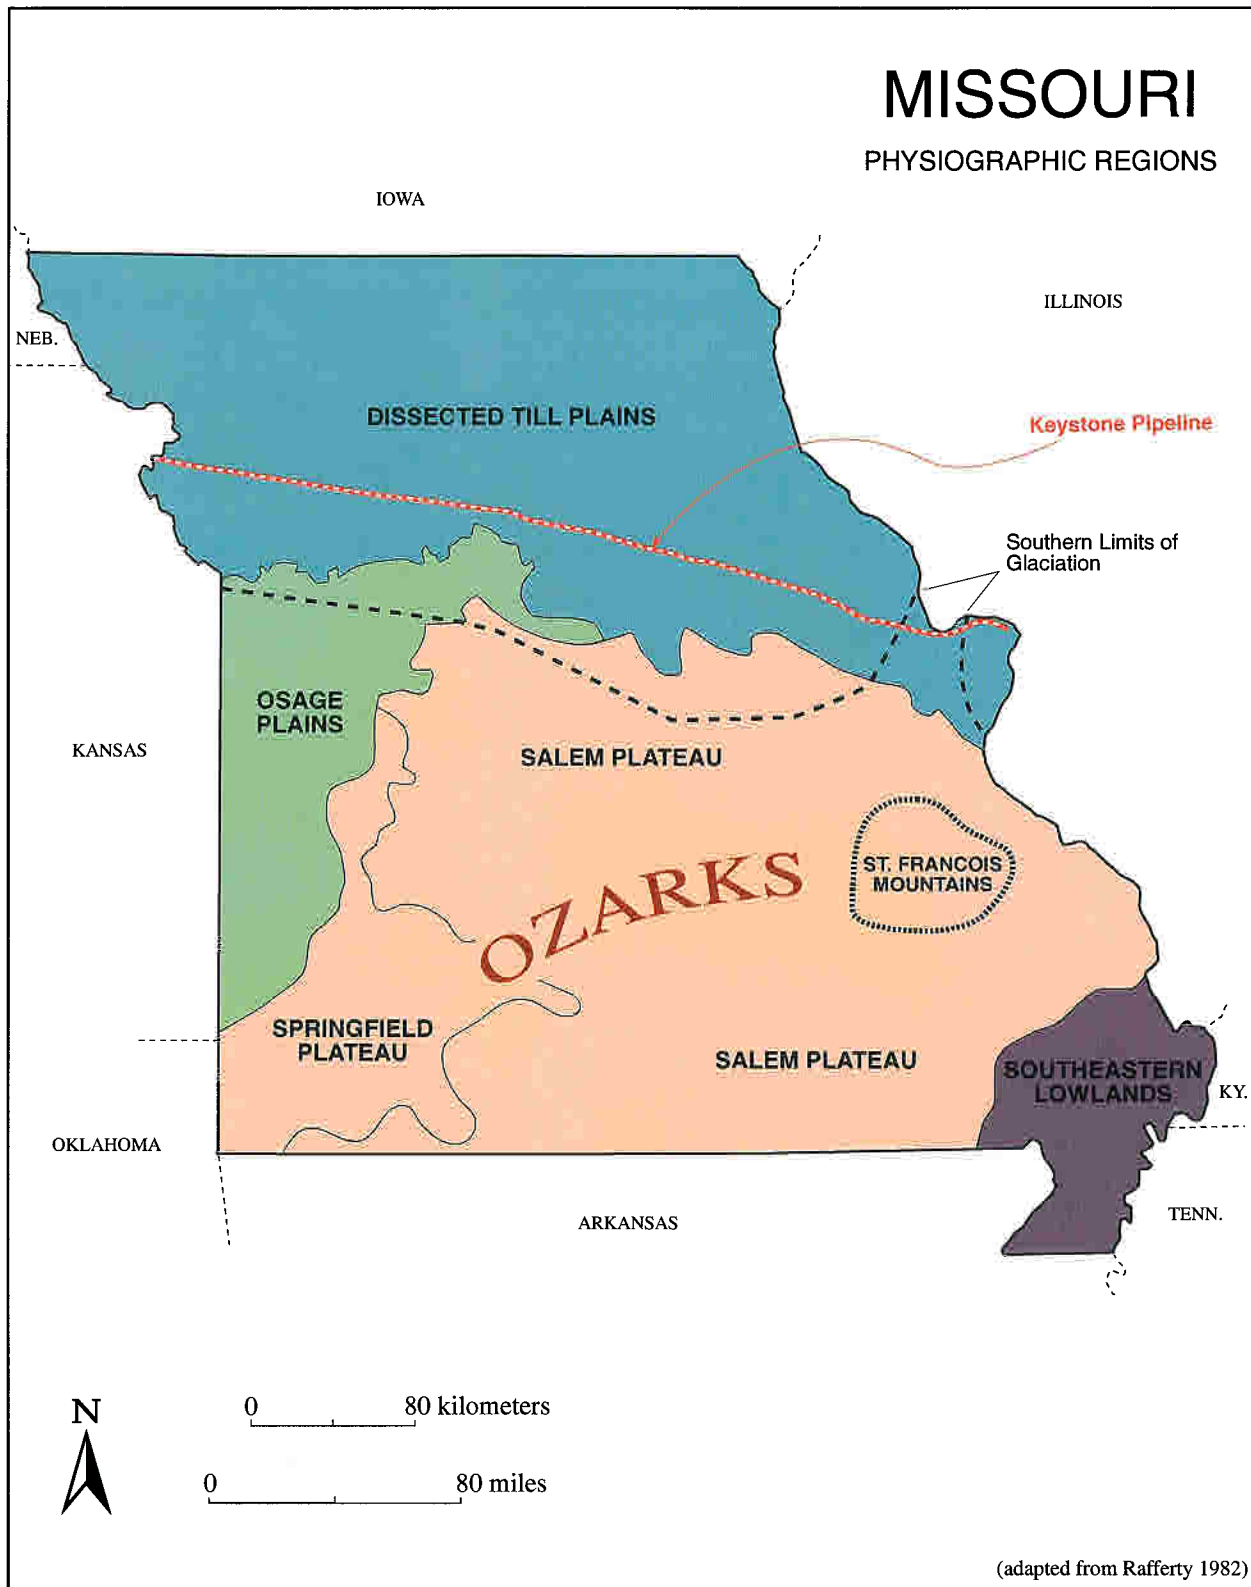 MISSOURI
PHYSIOGRAPHIC REGIONS
IOWA
ILLINOIS
NEB.
DISSECTED TILL PLAINS
Keystone Pipeline
Southern Limits of
Glaciation
OSAGE
PLAINS
KANSAS
SALEM PLATEAU
ST. FRANCOIS
MOUNTAINS
OZARKS
SPRINGFIELD
PLATEAU
SALEM PLATEAU
SOUTHEASTERN
LOWLANDS
KY.
OKLAHOMA
ARKANSAS
TENN.
N
0 80 kilometers
0 80 miles
(adapted from Rafferty 1982)